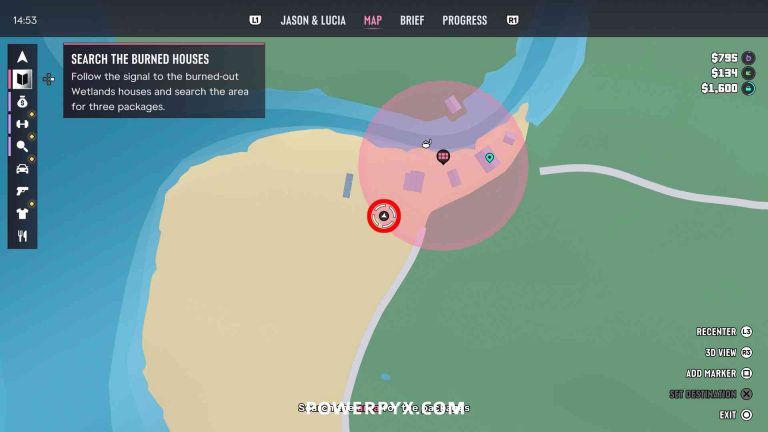 14:53
L1 JASON & LUCIA MAP BRIEF PROGRESS R1
SEARCH THE BURNED HOUSES
Follow the signal to the burned-out
Wetlands houses and search the area
for three packages.
$795
$134
$1,600
RECENTER L3
3D VIEW R3
ADD MARKER
SET DESTINATION
EXIT
POWERPYX.COM